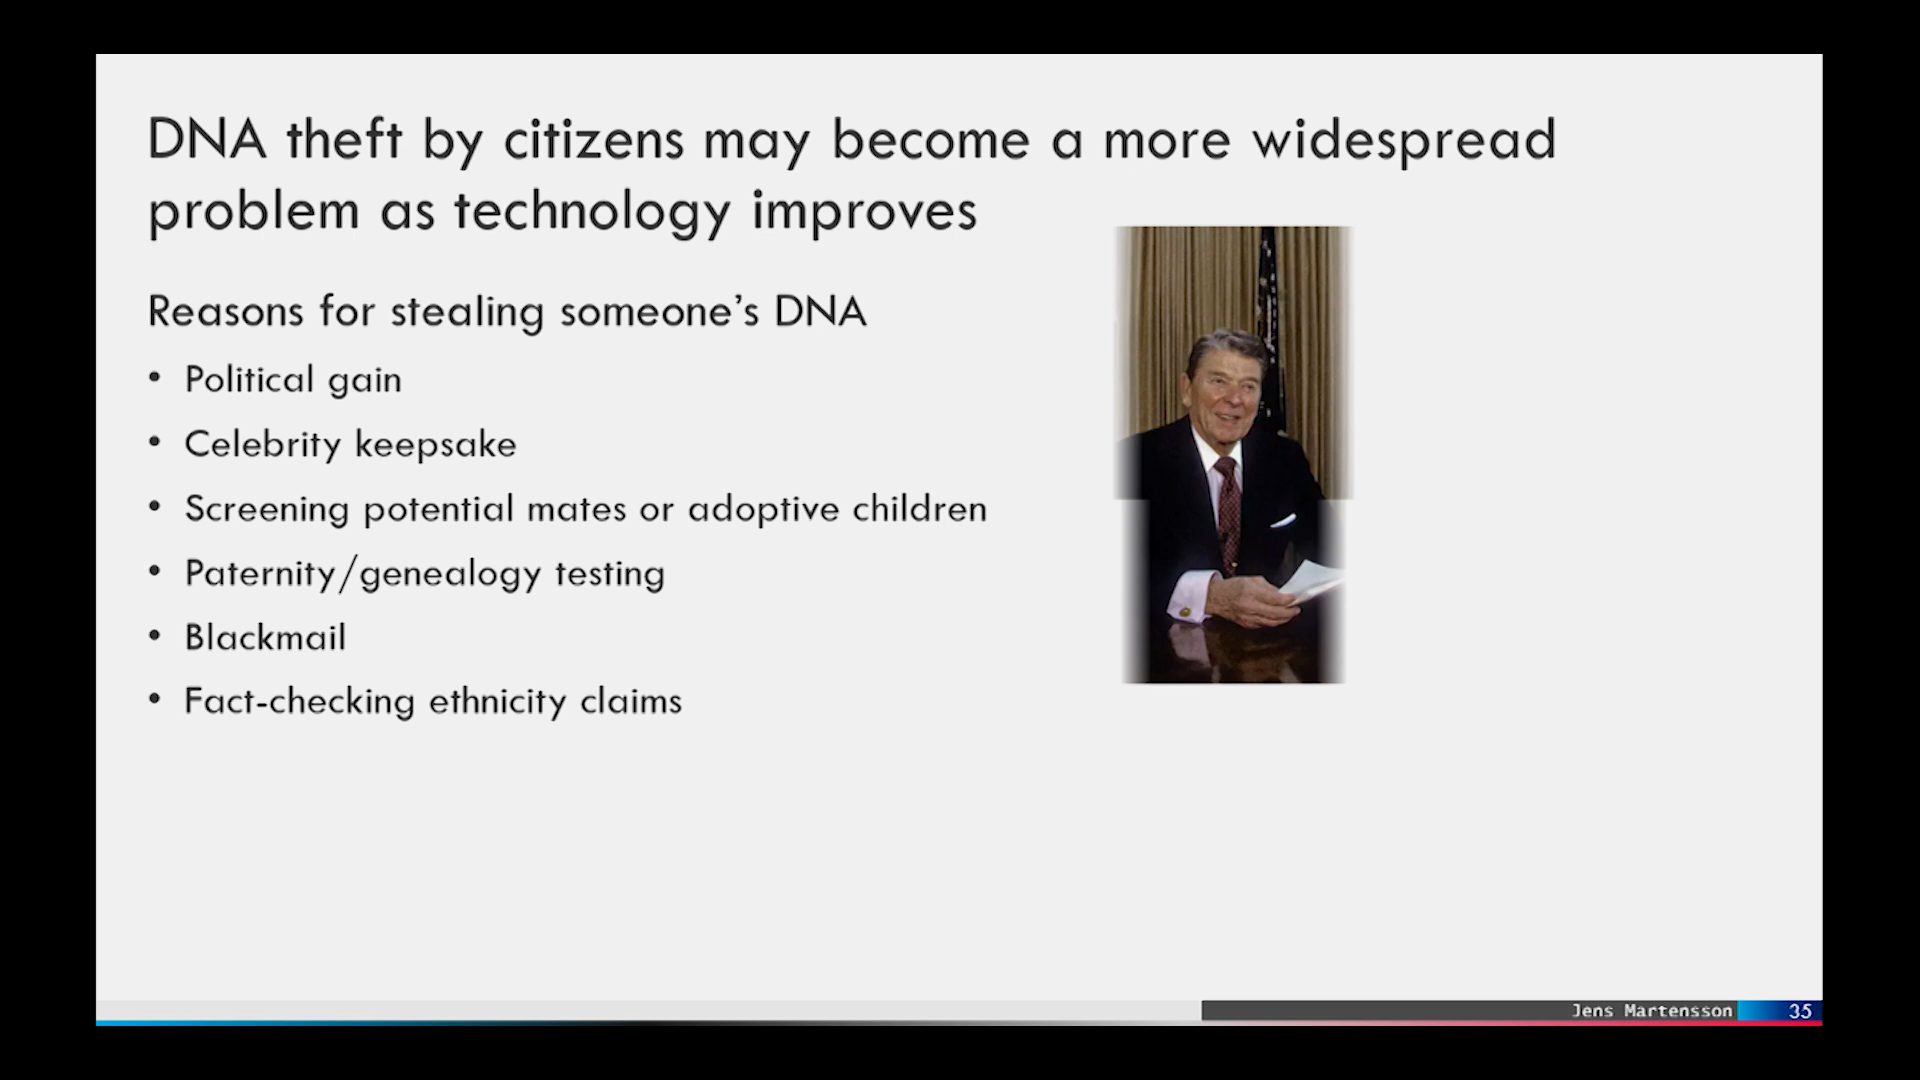 DNA theft by citizens may become a more widespread
problem as technology improves
Reasons for stealing someone’s DNA
• Political gain
• Celebrity keepsake
• Screening potential mates or adoptive children
• Paternity/genealogy testing
• Blackmail
• Fact-checking ethnicity claims
Jens Martensson 35